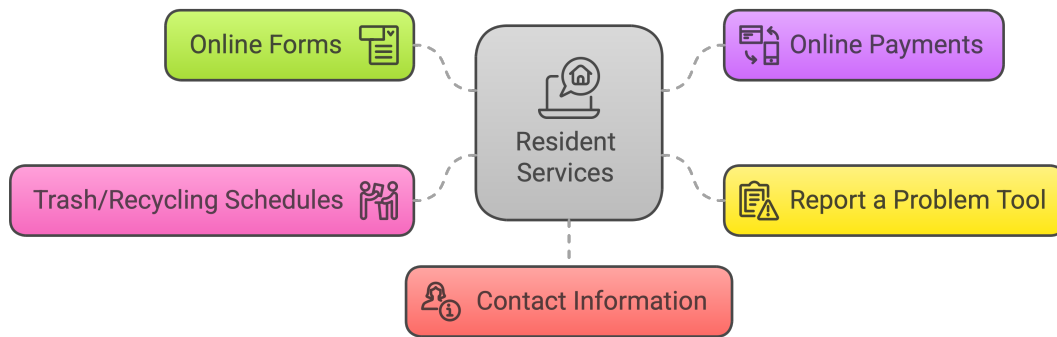 Online Forms
Online Payments
Resident
Services
Trash/Recycling Schedules
Report a Problem Tool
Contact Information